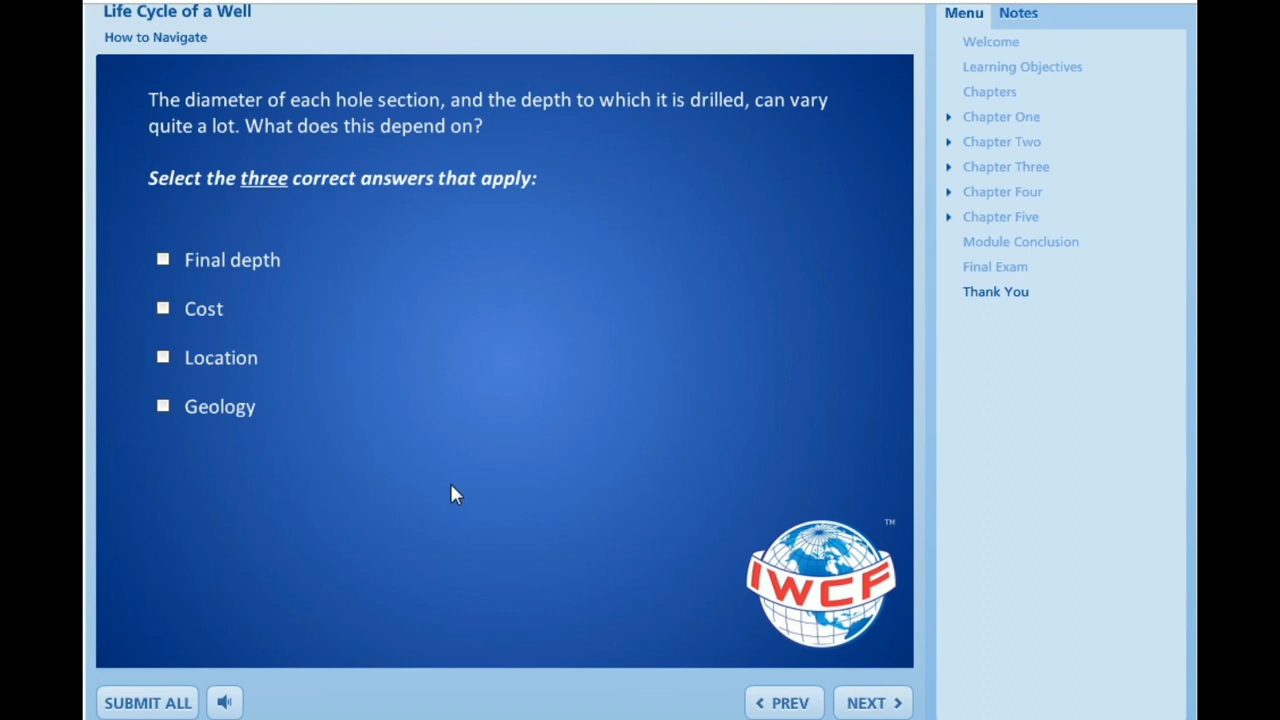 Life Cycle of a Well
How to Navigate
The diameter of each hole section, and the depth to which it is drilled, can vary
quite a lot. What does this depend on?
Select the three correct answers that apply:
Final depth
Cost
Location
Geology
TM
IWCF
SUBMIT ALL
PREV
NEXT
Menu
Notes
Welcome
Learning Objectives
Chapters
Chapter One
Chapter Two
Chapter Three
Chapter Four
Chapter Five
Module Conclusion
Final Exam
Thank You